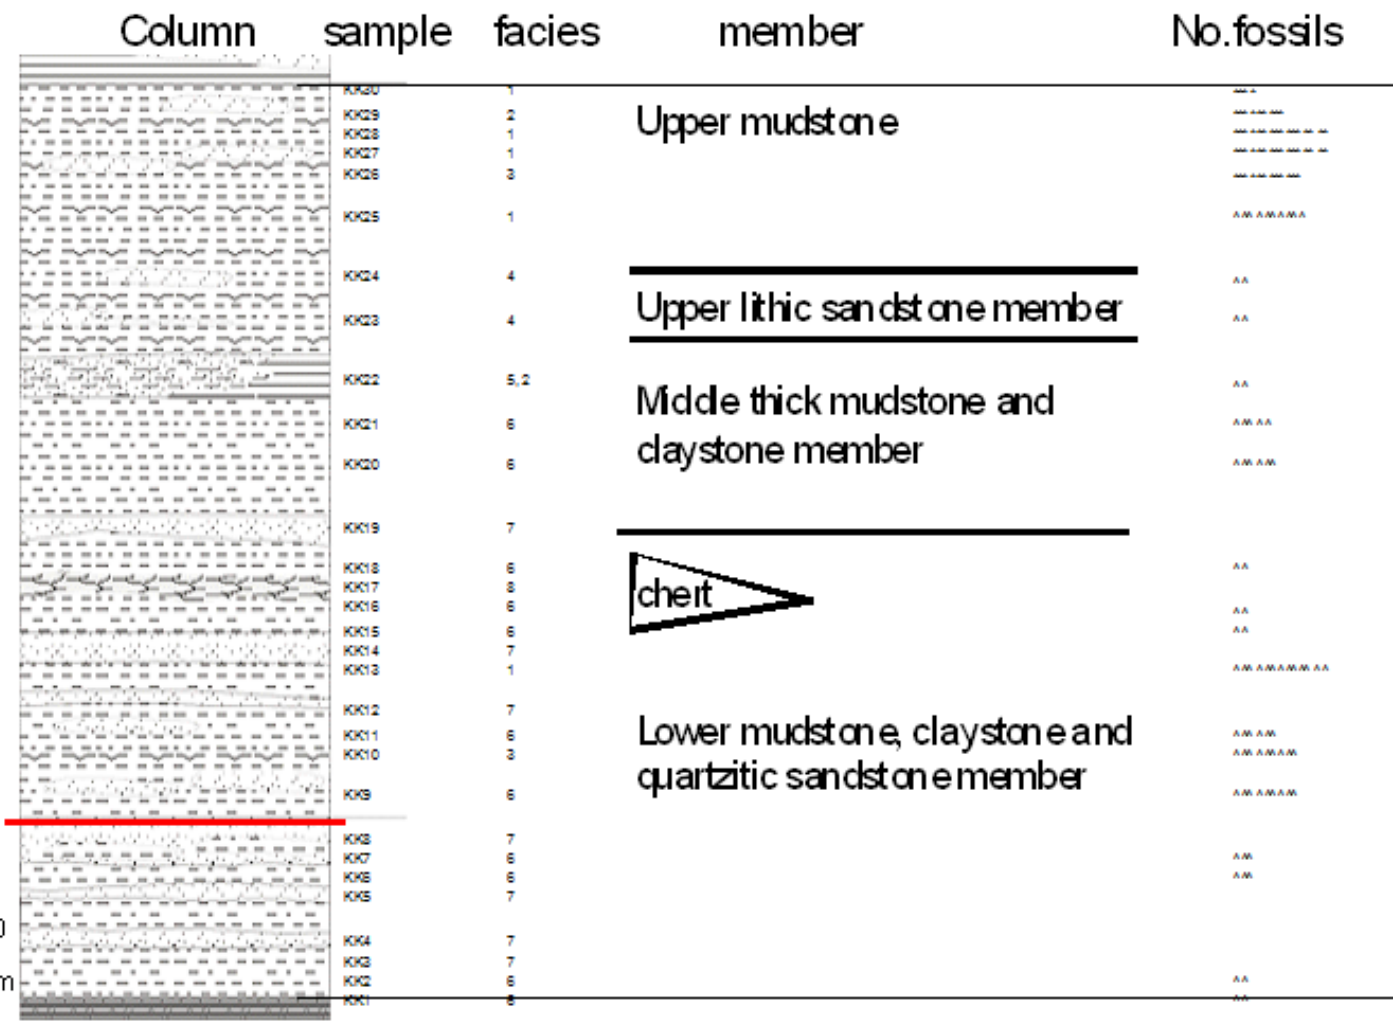 Column sample facies member No.fossils
KK30 1
KK29 2 Upper mudstone
KK28 1
KK27 1
KK26 3
KK25 1
KK24 4
Upper lithic sandstone member
KK23 4
KK22 5,2
Middle thick mudstone and
KK21 6
claystone member
KK20 6
KK19 7
KK18 6
KK17 8
chert
KK16 6
KK15 6
KK14 7
KK13 1
KK12 7
Lower mudstone, claystone and
KK11 6
KK10 3
quartzitic sandstone member
KK9 6
KK8 7
KK7 6
KK6 6
KK5 7
KK4 7
KK3 7
m KK2 6
KK1 6